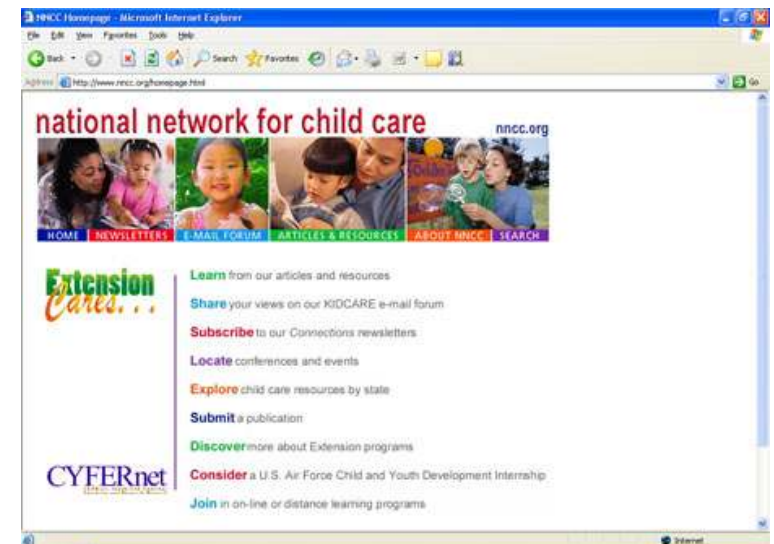 NNCC Homepage - Microsoft Internet Explorer
File Edit View Favorites Tools Help
Back Search Favorites
Address http://www.nncc.org/homepage.html Go
national network for child care nncc.org
HOME NEWSLETTERS E-MAIL FORUM ARTICLES & RESOURCES ABOUT NNCC SEARCH
Extension
Cares...
Learn from our articles and resources
Share your views on our KIDCARE e-mail forum
Subscribe to our Connections newsletters
Locate conferences and events
Explore child care resources by state
Submit a publication
Discover more about Extension programs
CYFERnet
Consider a U.S. Air Force Child and Youth Development Internship
Join in on-line or distance learning programs
Internet